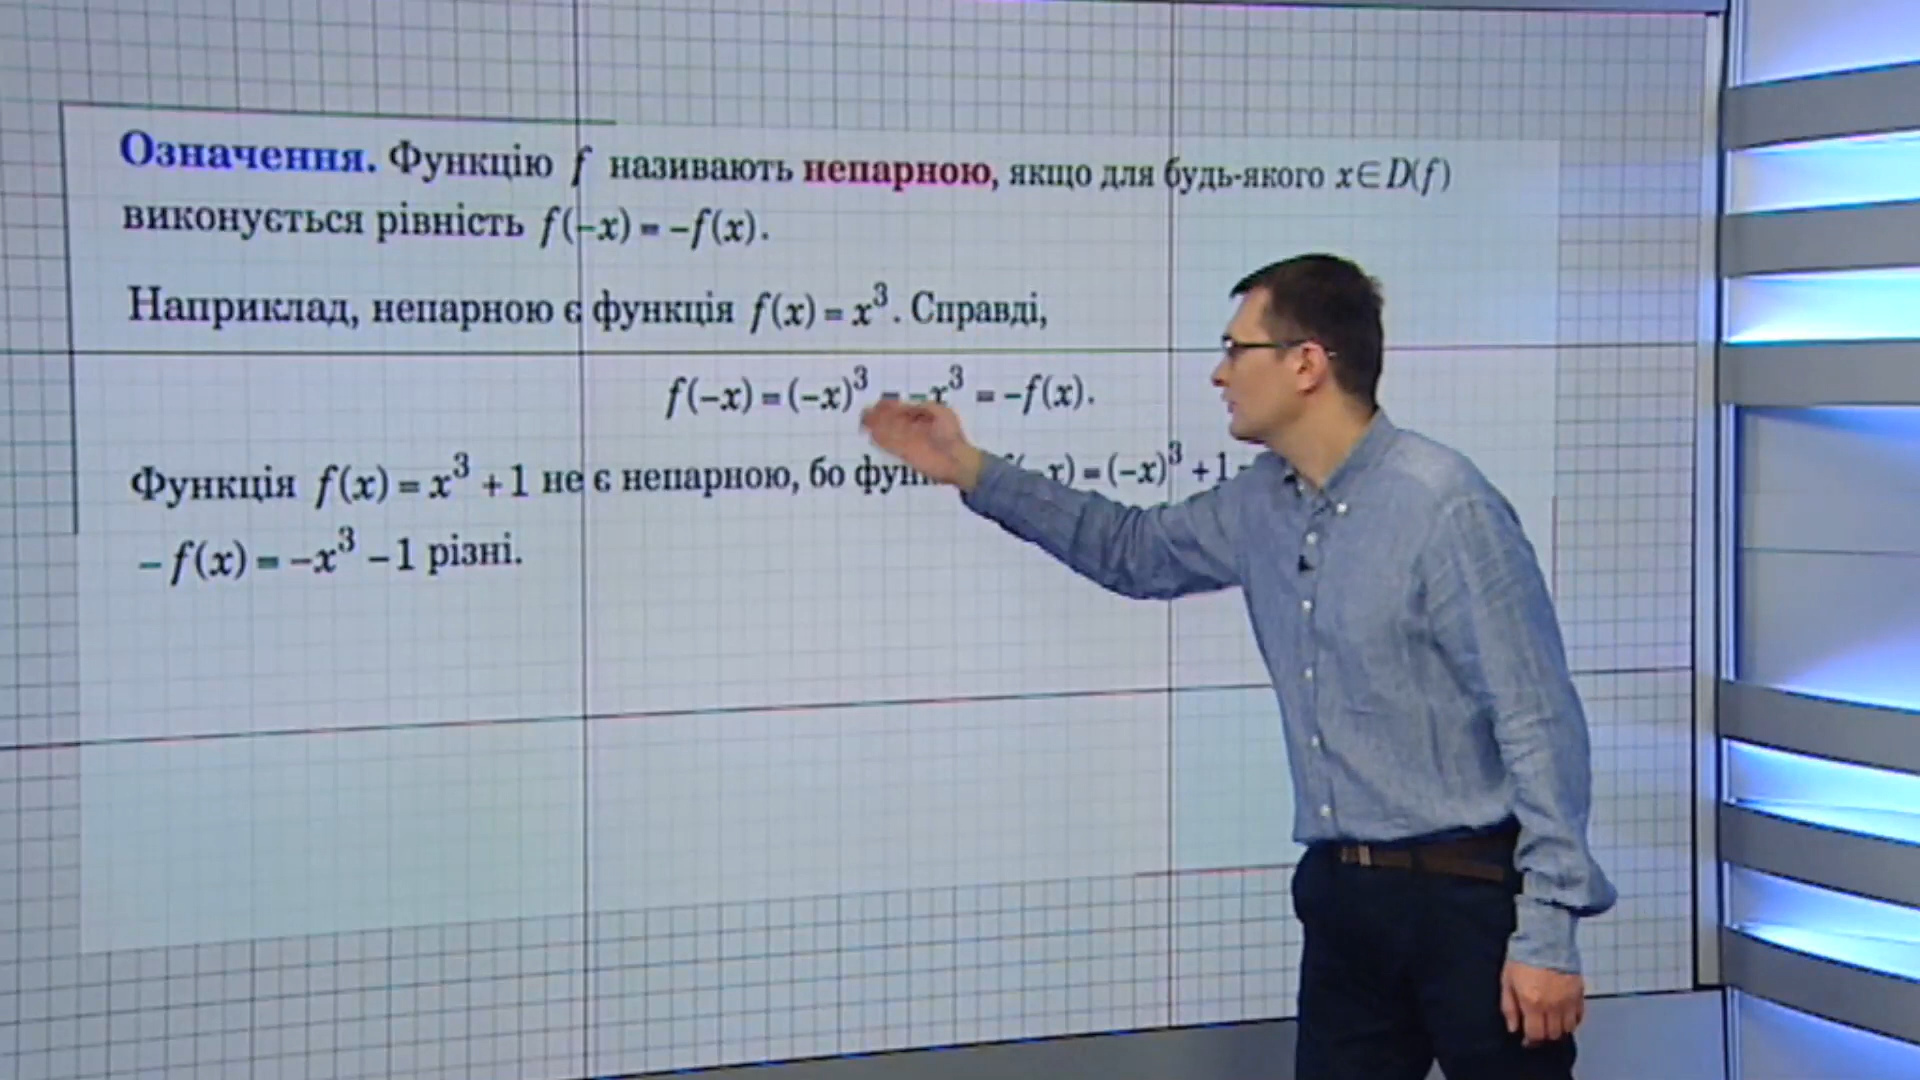 Означення. Функцію f називають непарною, якщо для будь-якого x∈D(f)
виконується рівність f(-x) = -f(x).
Наприклад, непарною є функція f(x) = x³. Справді,
f(-x) = (-x)³ = -x³ = -f(x).
Функція f(x) = x³ + 1 не є непарною, бо x) = (-x)³ + 1
- f(x) = -x³ - 1 різні.